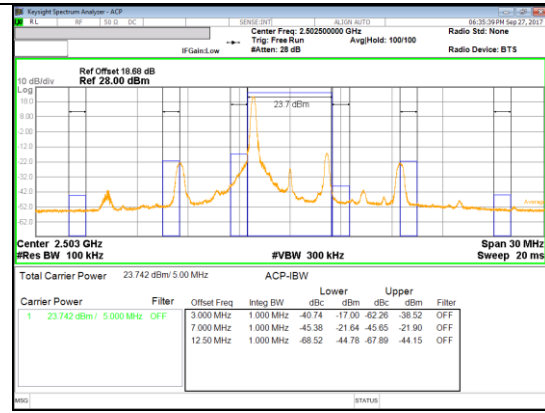 Keysight Spectrum Analyzer - ACP
RL RF 50 Ω DC SENSE:INT ALIGN AUTO 06:35:39 PM Sep 27, 2017
Center Freq: 2.502500000 GHz Radio Std: None
Trig: Free Run Avg|Hold: 100/100
IFGain:Low #Atten: 28 dB Radio Device: BTS
Ref Offset 18.68 dB
10 dB/div Ref 28.00 dBm
Log
18.0
8.00
-2.00
-12.0
-22.0
-32.0
-42.0
-52.0
-62.0
23.7 dBm
Average
Center 2.503 GHz Span 30 MHz
#Res BW 100 kHz #VBW 300 kHz Sweep 20 ms
Total Carrier Power 23.742 dBm/ 5.00 MHz ACP-IBW
Lower Upper
Carrier Power Filter Offset Freq Integ BW dBc dBm dBc dBm Filter
1 23.742 dBm / 5.000 MHz OFF 3.000 MHz 1.000 MHz -40.74 -17.00 -62.26 -38.52 OFF
7.000 MHz 1.000 MHz -45.38 -21.64 -45.65 -21.90 OFF
12.50 MHz 1.000 MHz -68.52 -44.78 -67.89 -44.15 OFF
MSG STATUS